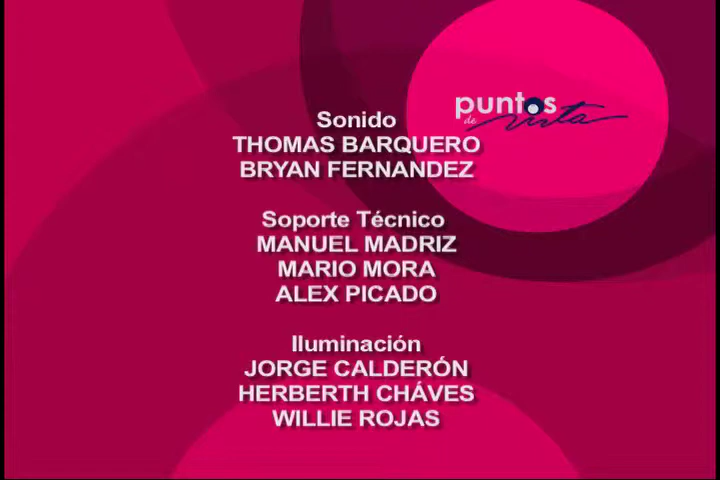 puntos
de vista
Sonido
THOMAS BARQUERO
BRYAN FERNANDEZ
Soporte Técnico
MANUEL MADRIZ
MARIO MORA
ALEX PICADO
Iluminación
JORGE CALDERÓN
HERBERTH CHÁVES
WILLIE ROJAS